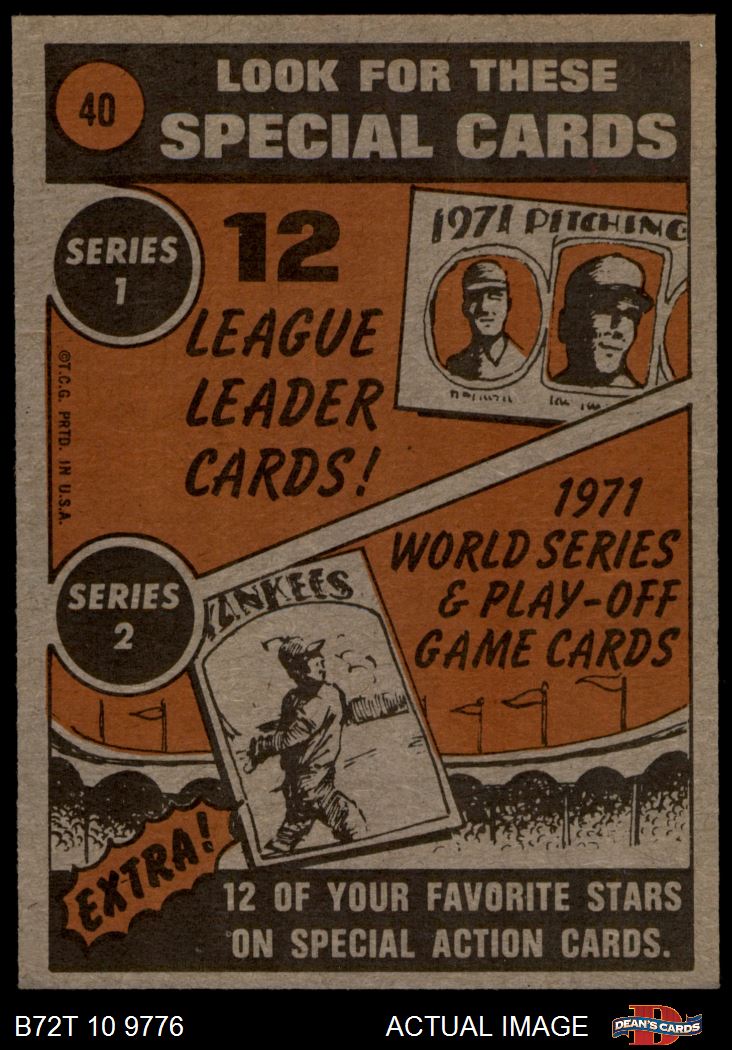 40
LOOK FOR THESE
SPECIAL CARDS
SERIES
1
12
LEAGUE
LEADER
CARDS!
1971 PITCHING
©T.C.G. PRTD. IN U.S.A.
1971
WORLD SERIES
& PLAY-OFF
GAME CARDS
SERIES
2
YANKEES
EXTRA!
12 OF YOUR FAVORITE STARS
ON SPECIAL ACTION CARDS.
B72T 10 9776
ACTUAL IMAGE
DEAN'S CARDS